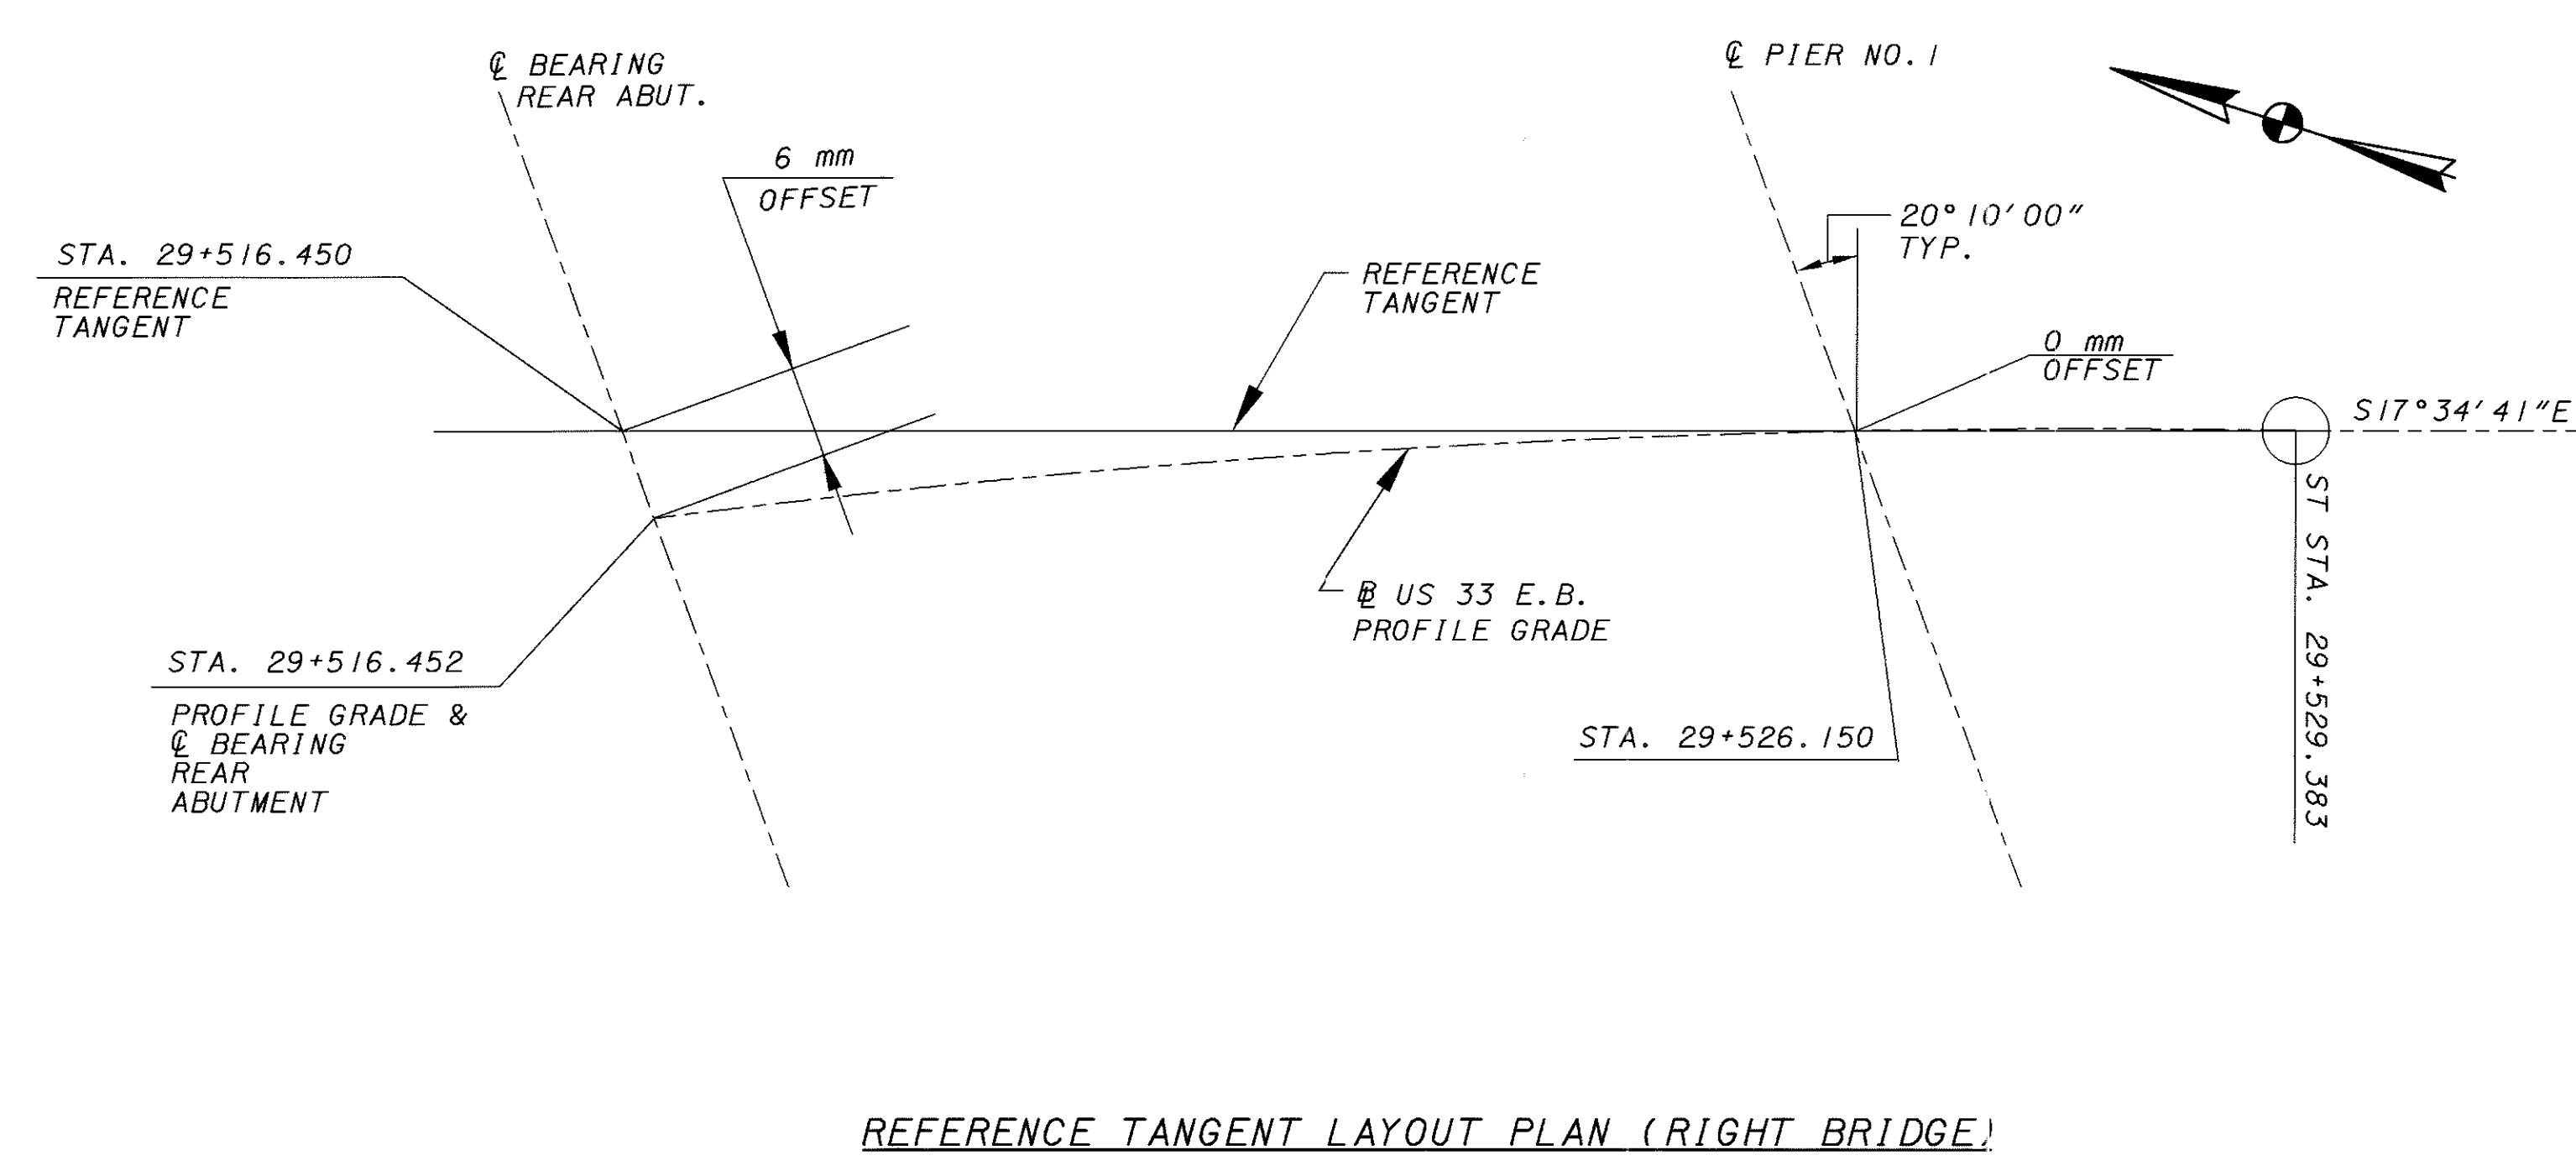 ℄ BEARING
REAR ABUT.
℄ PIER NO. 1
6 mm
OFFSET
20° 10' 00"
TYP.
STA. 29+516.450
REFERENCE
TANGENT
REFERENCE
TANGENT
0 mm
OFFSET
S17° 34' 41"E
ST STA. 29+529.383
℄ US 33 E.B.
PROFILE GRADE
STA. 29+516.452
PROFILE GRADE &
℄ BEARING
REAR
ABUTMENT
STA. 29+526.150
REFERENCE TANGENT LAYOUT PLAN (RIGHT BRIDGE)